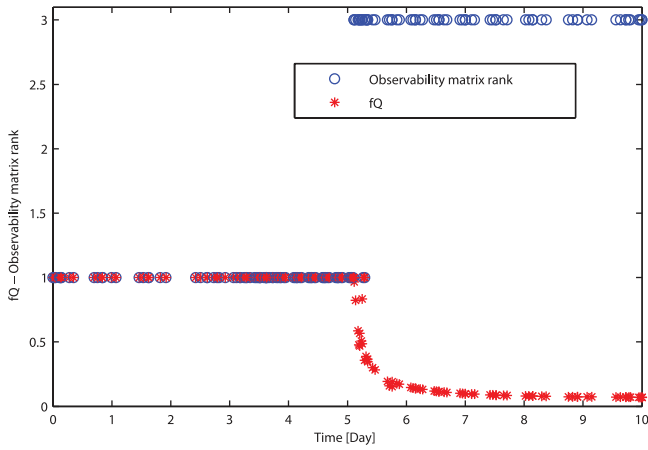 3
2.5
2
1.5
1
0.5
0
fQ − Observability matrix rank
Observability matrix rank
fQ
0 1 2 3 4 5 6 7 8 9 10
Time [Day]